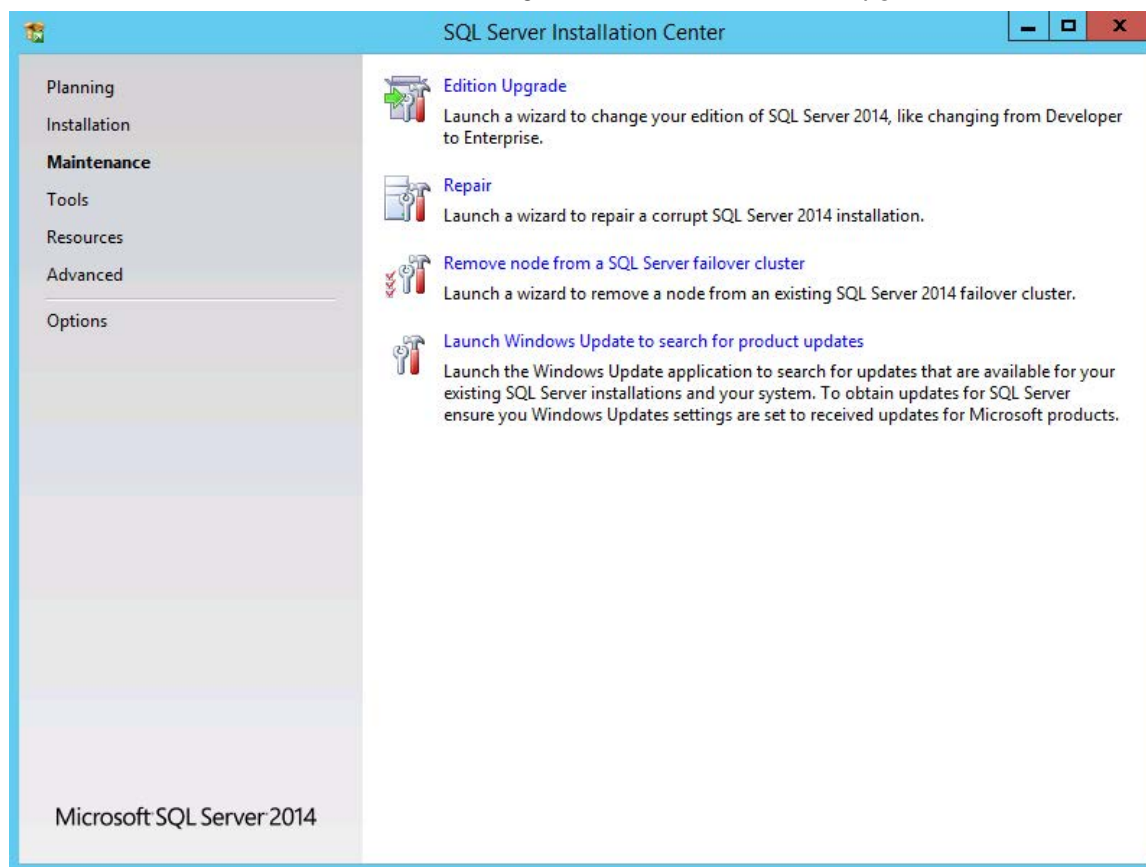 SQL Server Installation Center
Planning
Installation
Maintenance
Tools
Resources
Advanced
Options
Edition Upgrade
Launch a wizard to change your edition of SQL Server 2014, like changing from Developer
to Enterprise.
Repair
Launch a wizard to repair a corrupt SQL Server 2014 installation.
Remove node from a SQL Server failover cluster
Launch a wizard to remove a node from an existing SQL Server 2014 failover cluster.
Launch Windows Update to search for product updates
Launch the Windows Update application to search for updates that are available for your
existing SQL Server installations and your system. To obtain updates for SQL Server
ensure you Windows Updates settings are set to received updates for Microsoft products.
Microsoft SQL Server 2014